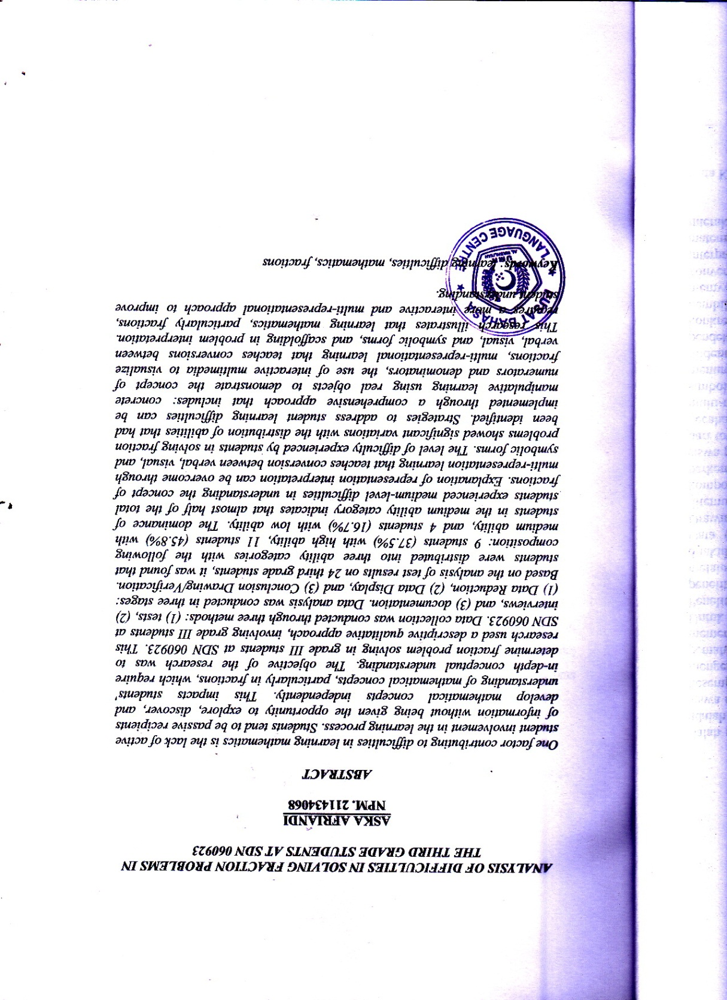 ANALYSIS OF DIFFICULTIES IN SOLVING FRACTION PROBLEMS IN
THE THIRD GRADE STUDENTS AT SDN 060923
ASKA AFRIANDI
NPM. 211434068
ABSTRACT
One factor contributing to difficulties in learning mathematics is the lack of active
student involvement in the learning process. Students tend to be passive recipients
of information without being given the opportunity to explore, discover, and
develop mathematical concepts independently. This impacts students'
understanding of mathematical concepts, particularly in fractions, which require
in-depth conceptual understanding. The objective of the research was to
determine fraction problem solving in grade III students at SDN 060923. This
research used a descriptive qualitative approach, involving grade III students at
SDN 060923. Data collection was conducted through three methods: (1) tests, (2)
interviews, and (3) documentation. Data analysis was conducted in three stages:
(1) Data Reduction, (2) Data Display, and (3) Conclusion Drawing/Verification.
Based on the analysis of test results on 24 third grade students, it was found that
students were distributed into three ability categories with the following
composition: 9 students (37.5%) with high ability, 11 students (45.8%) with
medium ability, and 4 students (16.7%) with low ability. The dominance of
students in the medium ability category indicates that almost half of the total
students experienced medium-level difficulties in understanding the concept of
fractions. Explanation of representation interpretation can be overcome through
multi-representation learning that teaches conversion between verbal, visual, and
symbolic forms. The level of difficulty experienced by students in solving fraction
problems showed significant variations with the distribution of abilities that had
been identified. Strategies to address student learning difficulties can be
implemented through a comprehensive approach that includes: concrete
manipulative learning using real objects to demonstrate the concept of
numerators and denominators, the use of interactive multimedia to visualize
fractions, multi-representational learning that teaches conversions between
verbal, visual, and symbolic forms, and scaffolding in problem interpretation.
This research illustrates that learning mathematics, particularly fractions,
requires a more interactive and multi-representational approach to improve
student understanding.
Keywords: learning difficulties, mathematics, fractions
PUSAT BAHASA
LANGUAGE CENTRE
UMN
AL WASHLIYAH